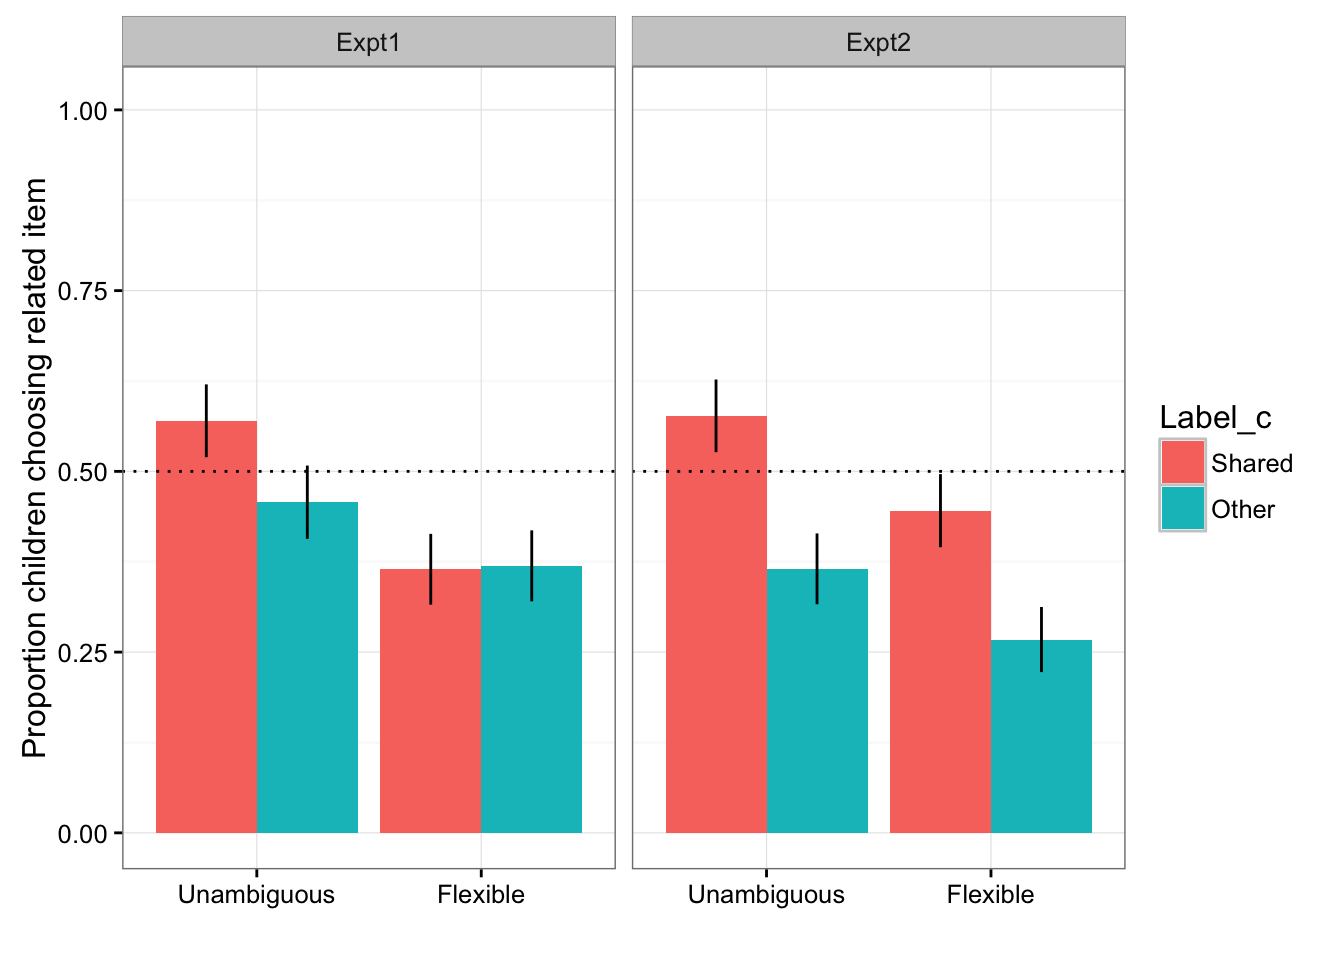 Expt1
Expt2
Proportion children choosing related item
1.00
0.75
0.50
0.25
0.00
Unambiguous
Flexible
Unambiguous
Flexible
Label_c
Shared
Other